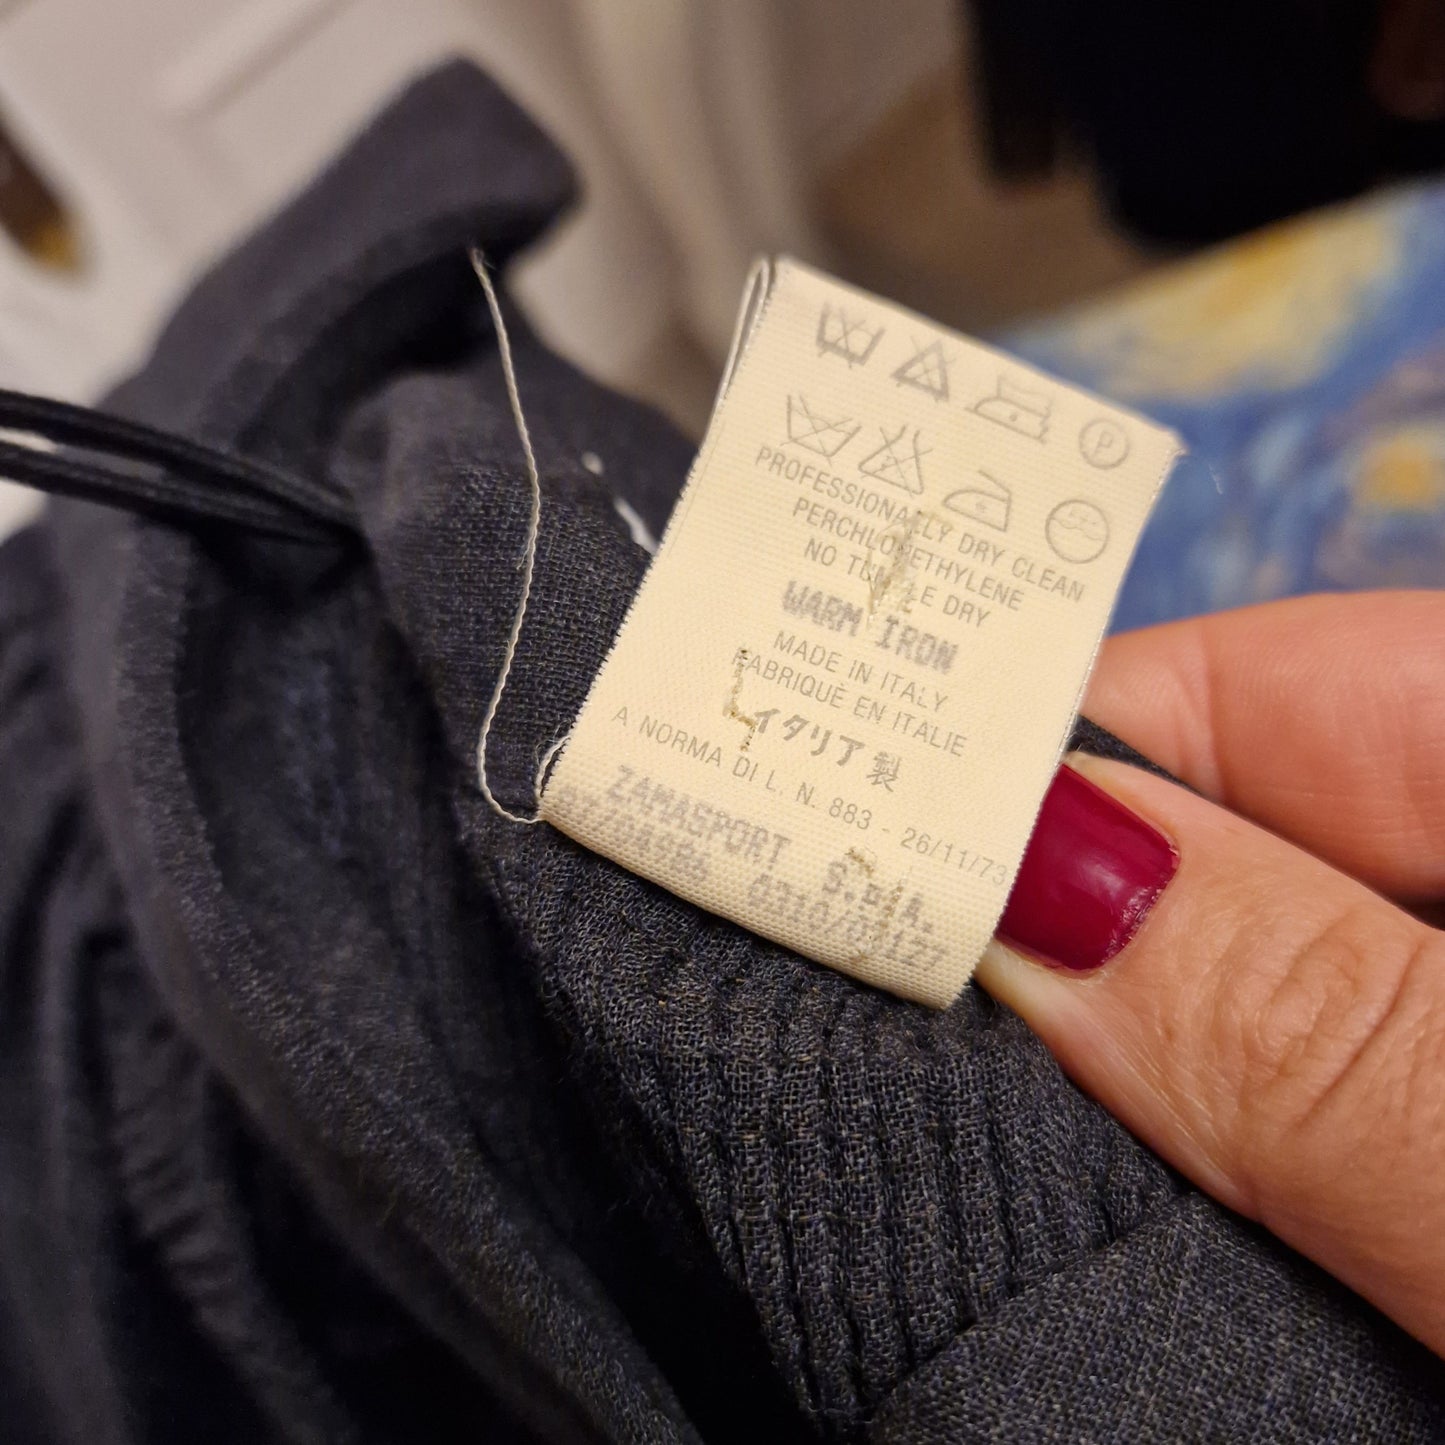 P
PROFESSIONALLY DRY CLEAN
PERCHLOROETHYLENE
NO TUMBLE DRY
WARM IRON
MADE IN ITALY
FABRIQUÉ EN ITALIE
イタリア製
A NORMA DI L. N. 883 - 26/11/73
ZAMASPORT S.P.A.